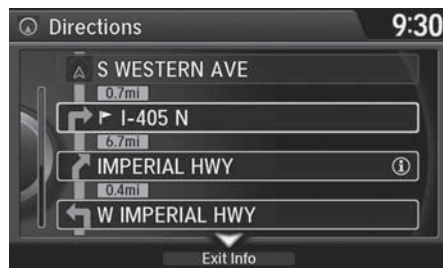 Directions
9:30
S WESTERN AVE
0.7mi
I-405 N
6.7mi
IMPERIAL HWY
0.4mi
W IMPERIAL HWY
Exit Info